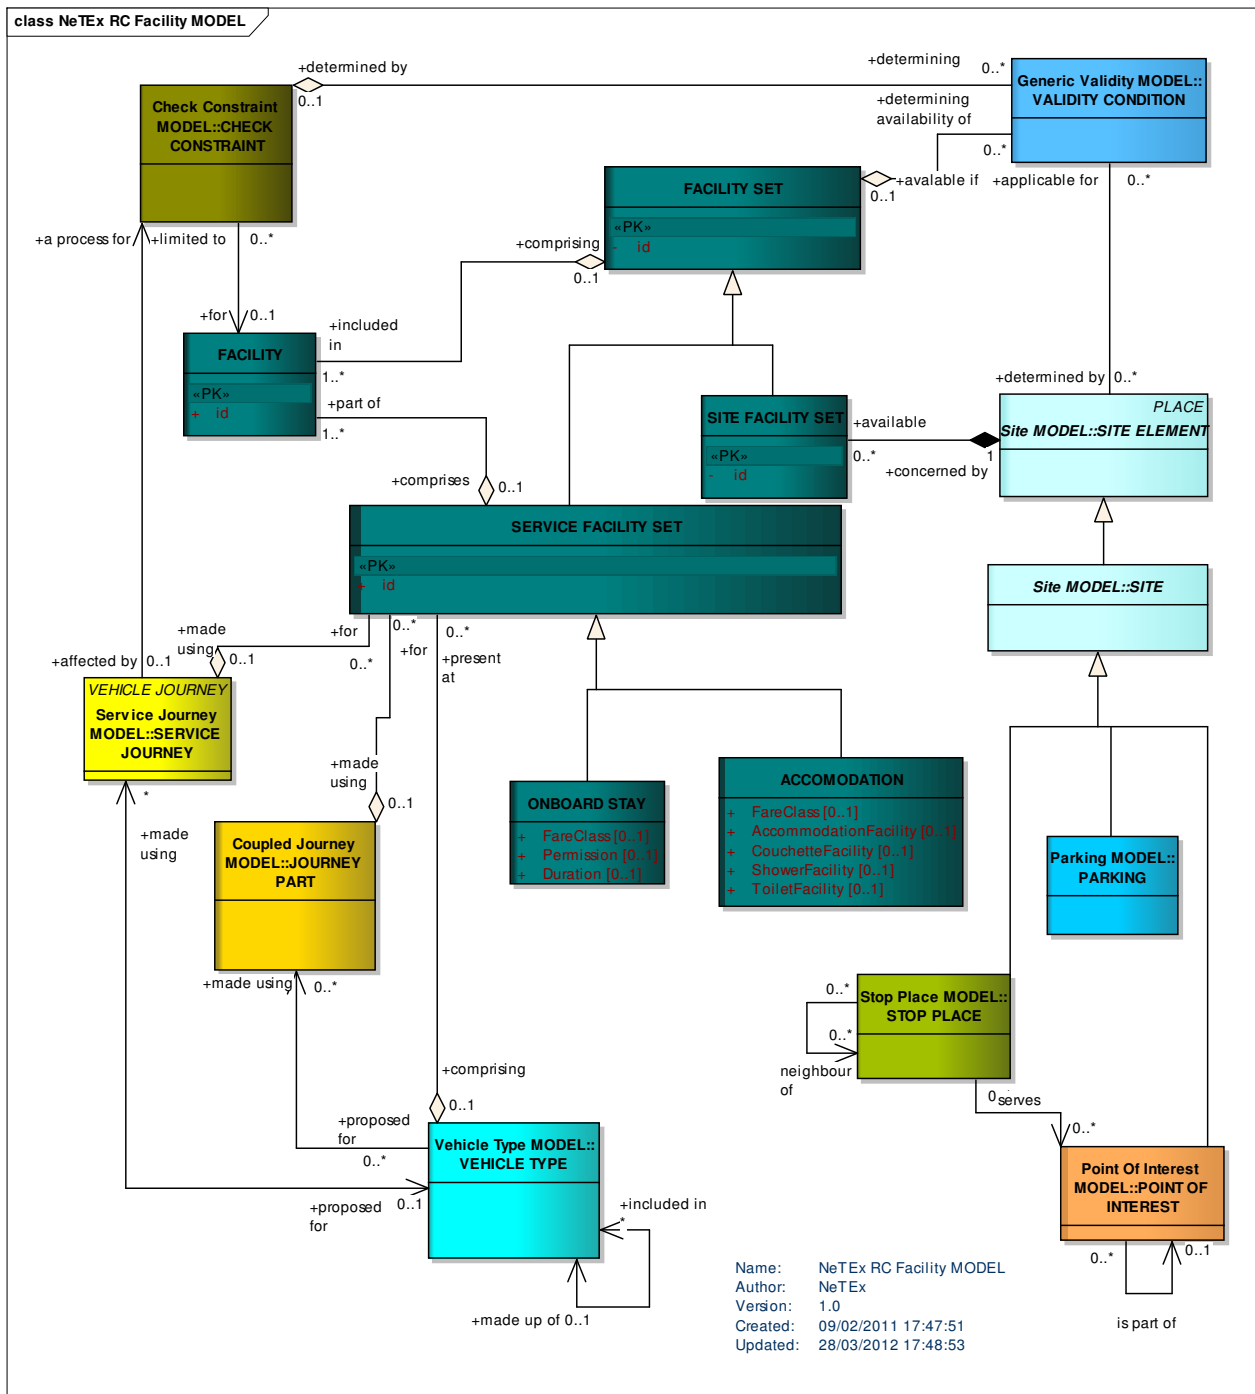 class NeTEx RC Facility MODEL
+determined by
0..1
+determining
0..*
Check Constraint
MODEL::CHECK
CONSTRAINT
Generic Validity MODEL::
VALIDITY CONDITION
+determining
availability of
0..*
+avalable if
0..1
+applicable for
0..*
FACILITY SET
«PK»
- id
+a process for
+limited to
0..*
+comprising
0..1
+for
0..1
+included
in
1..*
FACILITY
«PK»
+ id
+part of
1..*
+determined by
0..*
SITE FACILITY SET
«PK»
- id
+available
0..*
1
+concerned by
PLACE
Site MODEL::SITE ELEMENT
+comprises
0..1
SERVICE FACILITY SET
«PK»
+ id
Site MODEL::SITE
+made
using
0..1
+for
0..*
0..*
+for
0..*
+present
at
+affected by
0..1
VEHICLE JOURNEY
Service Journey
MODEL::SERVICE
JOURNEY
*
+made
using
+made
using
0..1
ONBOARD STAY
+ FareClass [0..1]
+ Permission [0..1]
+ Duration [0..1]
ACCOMODATION
+ FareClass [0..1]
+ AccommodationFacility [0..1]
+ CouchetteFacility [0..1]
+ ShowerFacility [0..1]
+ ToiletFacility [0..1]
Coupled Journey
MODEL::JOURNEY
PART
Parking MODEL::
PARKING
+made using
0..*
Stop Place MODEL::
STOP PLACE
0..*
0..*
neighbour
of
0..*
serves
0..*
+comprising
0..1
+proposed
for
0..*
Vehicle Type MODEL::
VEHICLE TYPE
0..1
+proposed
for
+included in
*
+made up of
0..1
Point Of Interest
MODEL::POINT OF
INTEREST
0..*
0..1
is part of
Name: NeTEx RC Facility MODEL
Author: NeTEx
Version: 1.0
Created: 09/02/2011 17:47:51
Updated: 28/03/2012 17:48:53